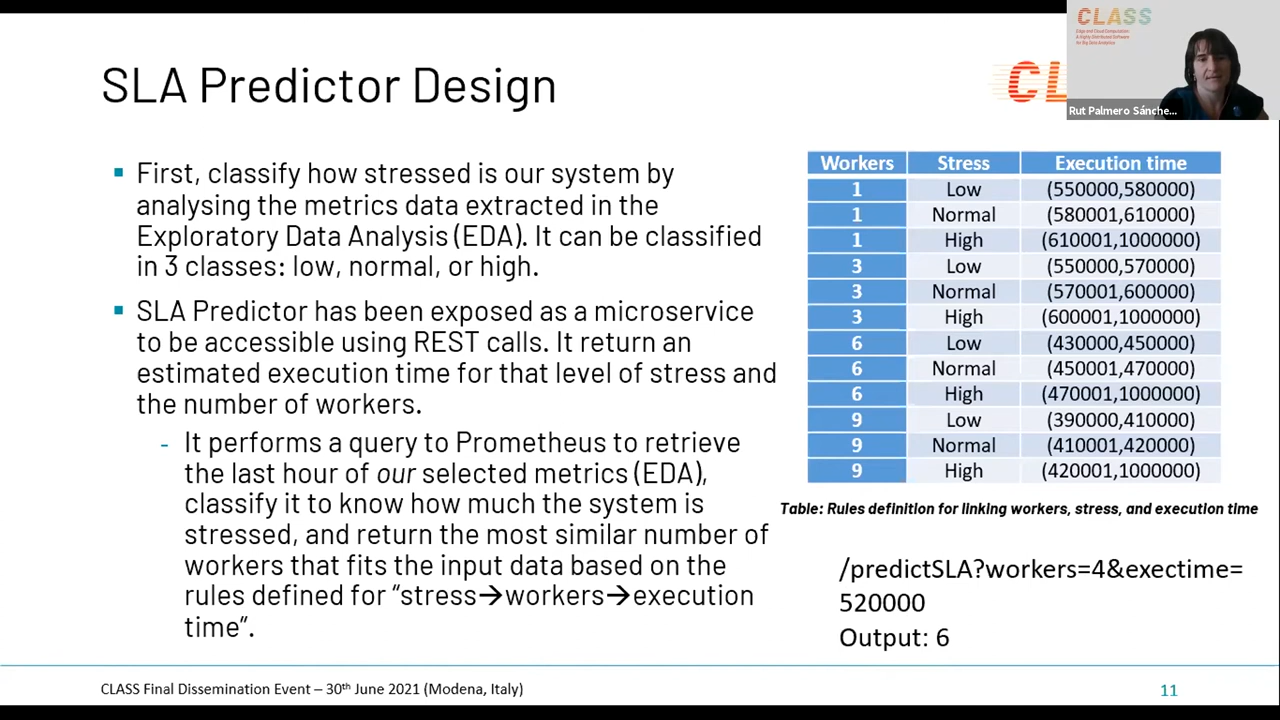 CLASS
Edge and Cloud Computation:
A Highly Distributed Software
for Big Data Analytics
Rut Palmero Sánche...
SLA Predictor Design
CL
▪ First, classify how stressed is our system by
analysing the metrics data extracted in the
Exploratory Data Analysis (EDA). It can be classified
in 3 classes: low, normal, or high.
▪ SLA Predictor has been exposed as a microservice
to be accessible using REST calls. It return an
estimated execution time for that level of stress and
the number of workers.
- It performs a query to Prometheus to retrieve
the last hour of our selected metrics (EDA),
classify it to know how much the system is
stressed, and return the most similar number of
workers that fits the input data based on the
rules defined for “stress→workers→execution
time”.
Workers Stress Execution time
1 Low (550000,580000)
1 Normal (580001,610000)
1 High (610001,1000000)
3 Low (550000,570000)
3 Normal (570001,600000)
3 High (600001,1000000)
6 Low (430000,450000)
6 Normal (450001,470000)
6 High (470001,1000000)
9 Low (390000,410000)
9 Normal (410001,420000)
9 High (420001,1000000)
Table: Rules definition for linking workers, stress, and execution time
/predictSLA?workers=4&exectime=
520000
Output: 6
CLASS Final Dissemination Event – 30th June 2021 (Modena, Italy)
11